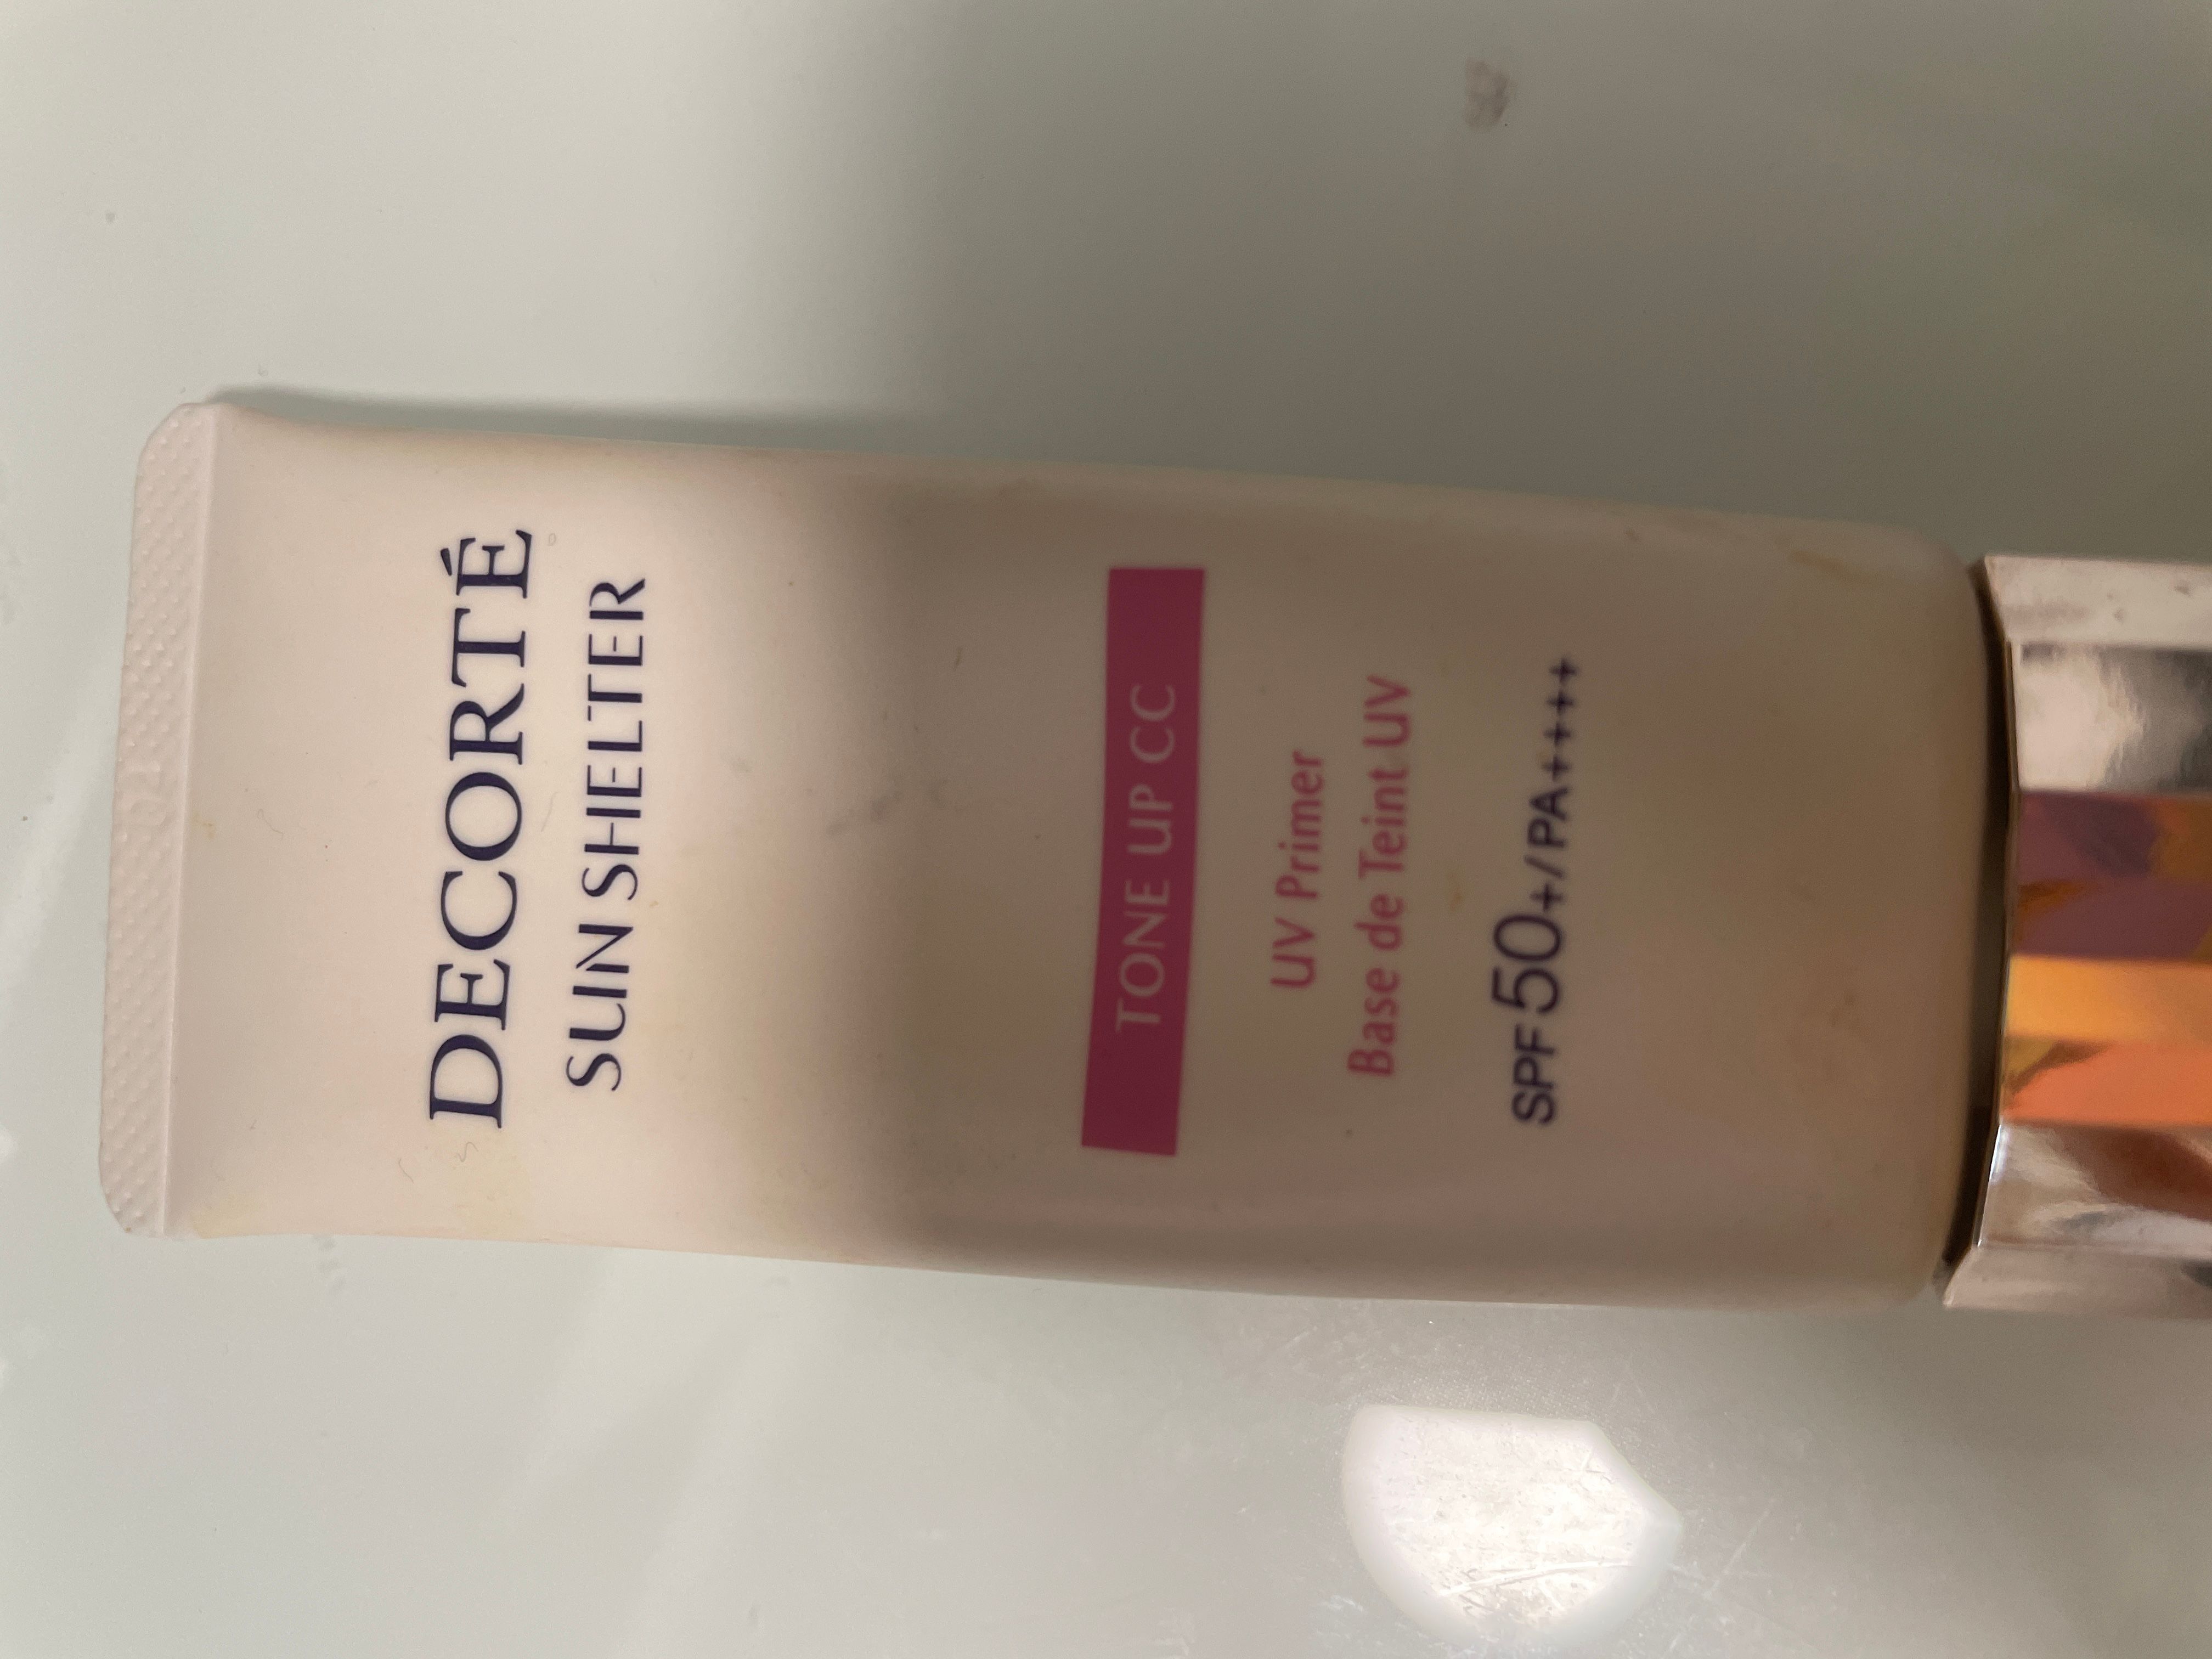 DECORTÉ
SUN SHELTER
TONE UP CC
UV Primer
Base de Teint UV
SPF50+/PA++++